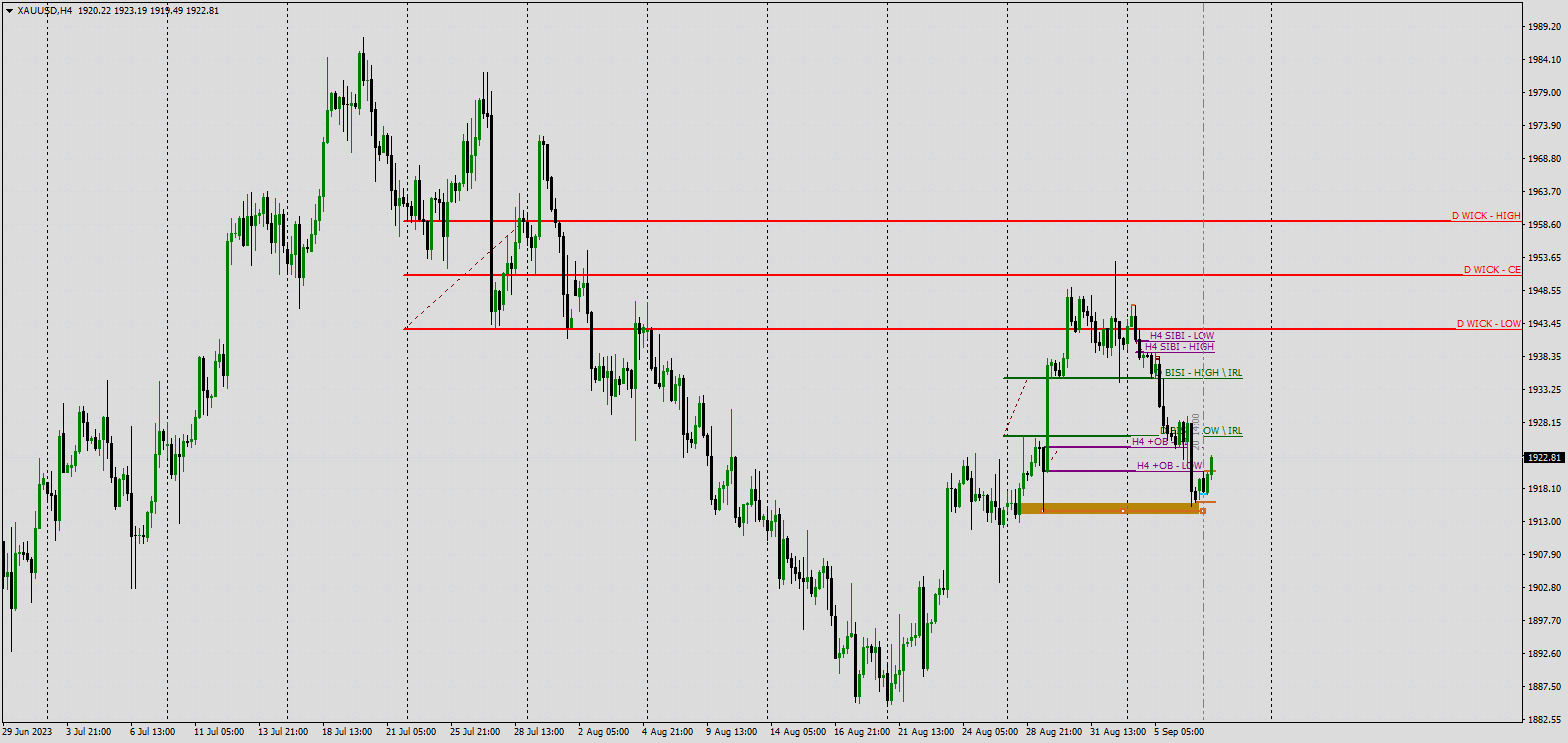 XAUUSD,H4 1920.22 1923.19 1919.49 1922.81
1989.20
1984.10
1979.00
1973.90
1968.80
1963.70
D WICK - HIGH
1958.60
1953.65
D WICK - CE
1948.55
D WICK - LOW
1943.45
H4 SIBI - LOW
H4 SIBI - HIGH
1938.35
BISI - HIGH \ IRL
1933.25
1928.15
OW \ IRL
H4 +OB -
1922.81
H4 +OB - LOW
1918.10
1913.00
1907.90
1902.80
1897.70
1892.60
1887.50
1882.55
29 Jun 2023 3 Jul 21:00 6 Jul 13:00 11 Jul 05:00 13 Jul 21:00 18 Jul 13:00 21 Jul 05:00 25 Jul 21:00 28 Jul 13:00 2 Aug 05:00 4 Aug 21:00 9 Aug 13:00 14 Aug 05:00 16 Aug 21:00 21 Aug 13:00 24 Aug 05:00 28 Aug 21:00 31 Aug 13:00 5 Sep 05:00